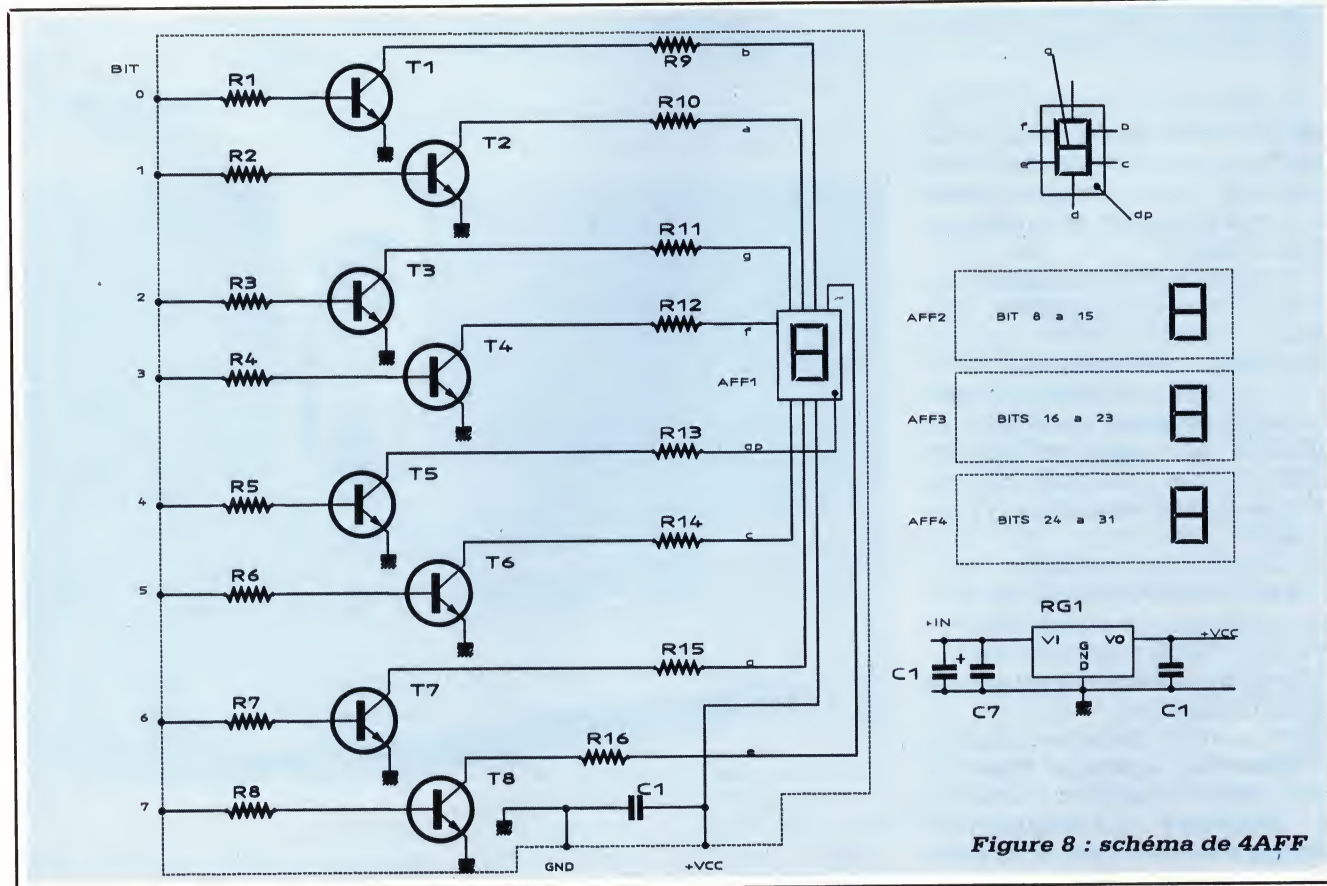 BIT
0
R1
T1
R9
b
1
R2
T2
R10
a
2
R3
T3
R11
g
3
R4
T4
R12
f
AFF1
4
R5
T5
R13
5
R6
T6
R14
c
6
R7
T7
R15
7
R8
T8
R16
e
C1
GND
+VCC
f
b
e
c
d
dp
AFF2 BIT 8 a 15
AFF3 BITS 16 a 23
AFF4 BITS 24 a 31
RG1
+IN
VI GND VO
+VCC
C1
+
C7
C1
Figure 8 : schéma de 4AFF